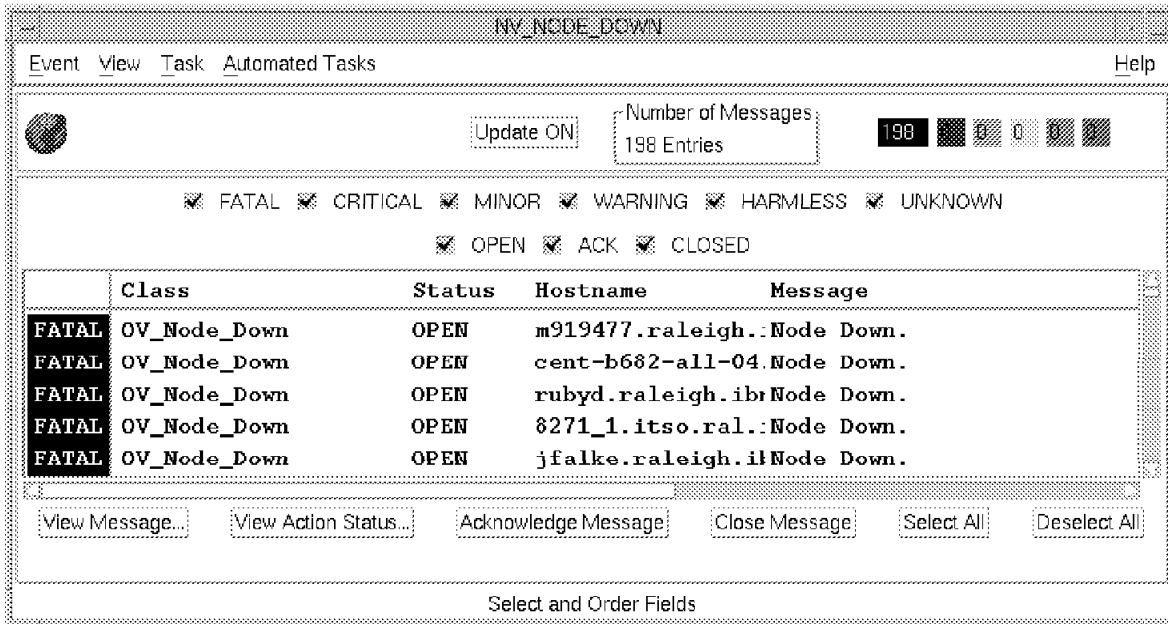 NV_NODE_DOWN
Event View Task Automated Tasks Help
Number of Messages
Update ON 198 Entries 198 0 0 0 0
FATAL CRITICAL MINOR WARNING HARMLESS UNKNOWN
OPEN ACK CLOSED
Class Status Hostname Message
FATAL OV_Node_Down OPEN m919477.raleigh. Node Down.
FATAL OV_Node_Down OPEN cent-b682-all-04. Node Down.
FATAL OV_Node_Down OPEN rubyd.raleigh.ib Node Down.
FATAL OV_Node_Down OPEN 8271_1.itso.ral. Node Down.
FATAL OV_Node_Down OPEN jfalke.raleigh.i Node Down.
View Message... View Action Status... Acknowledge Message Close Message Select All Deselect All
Select and Order Fields